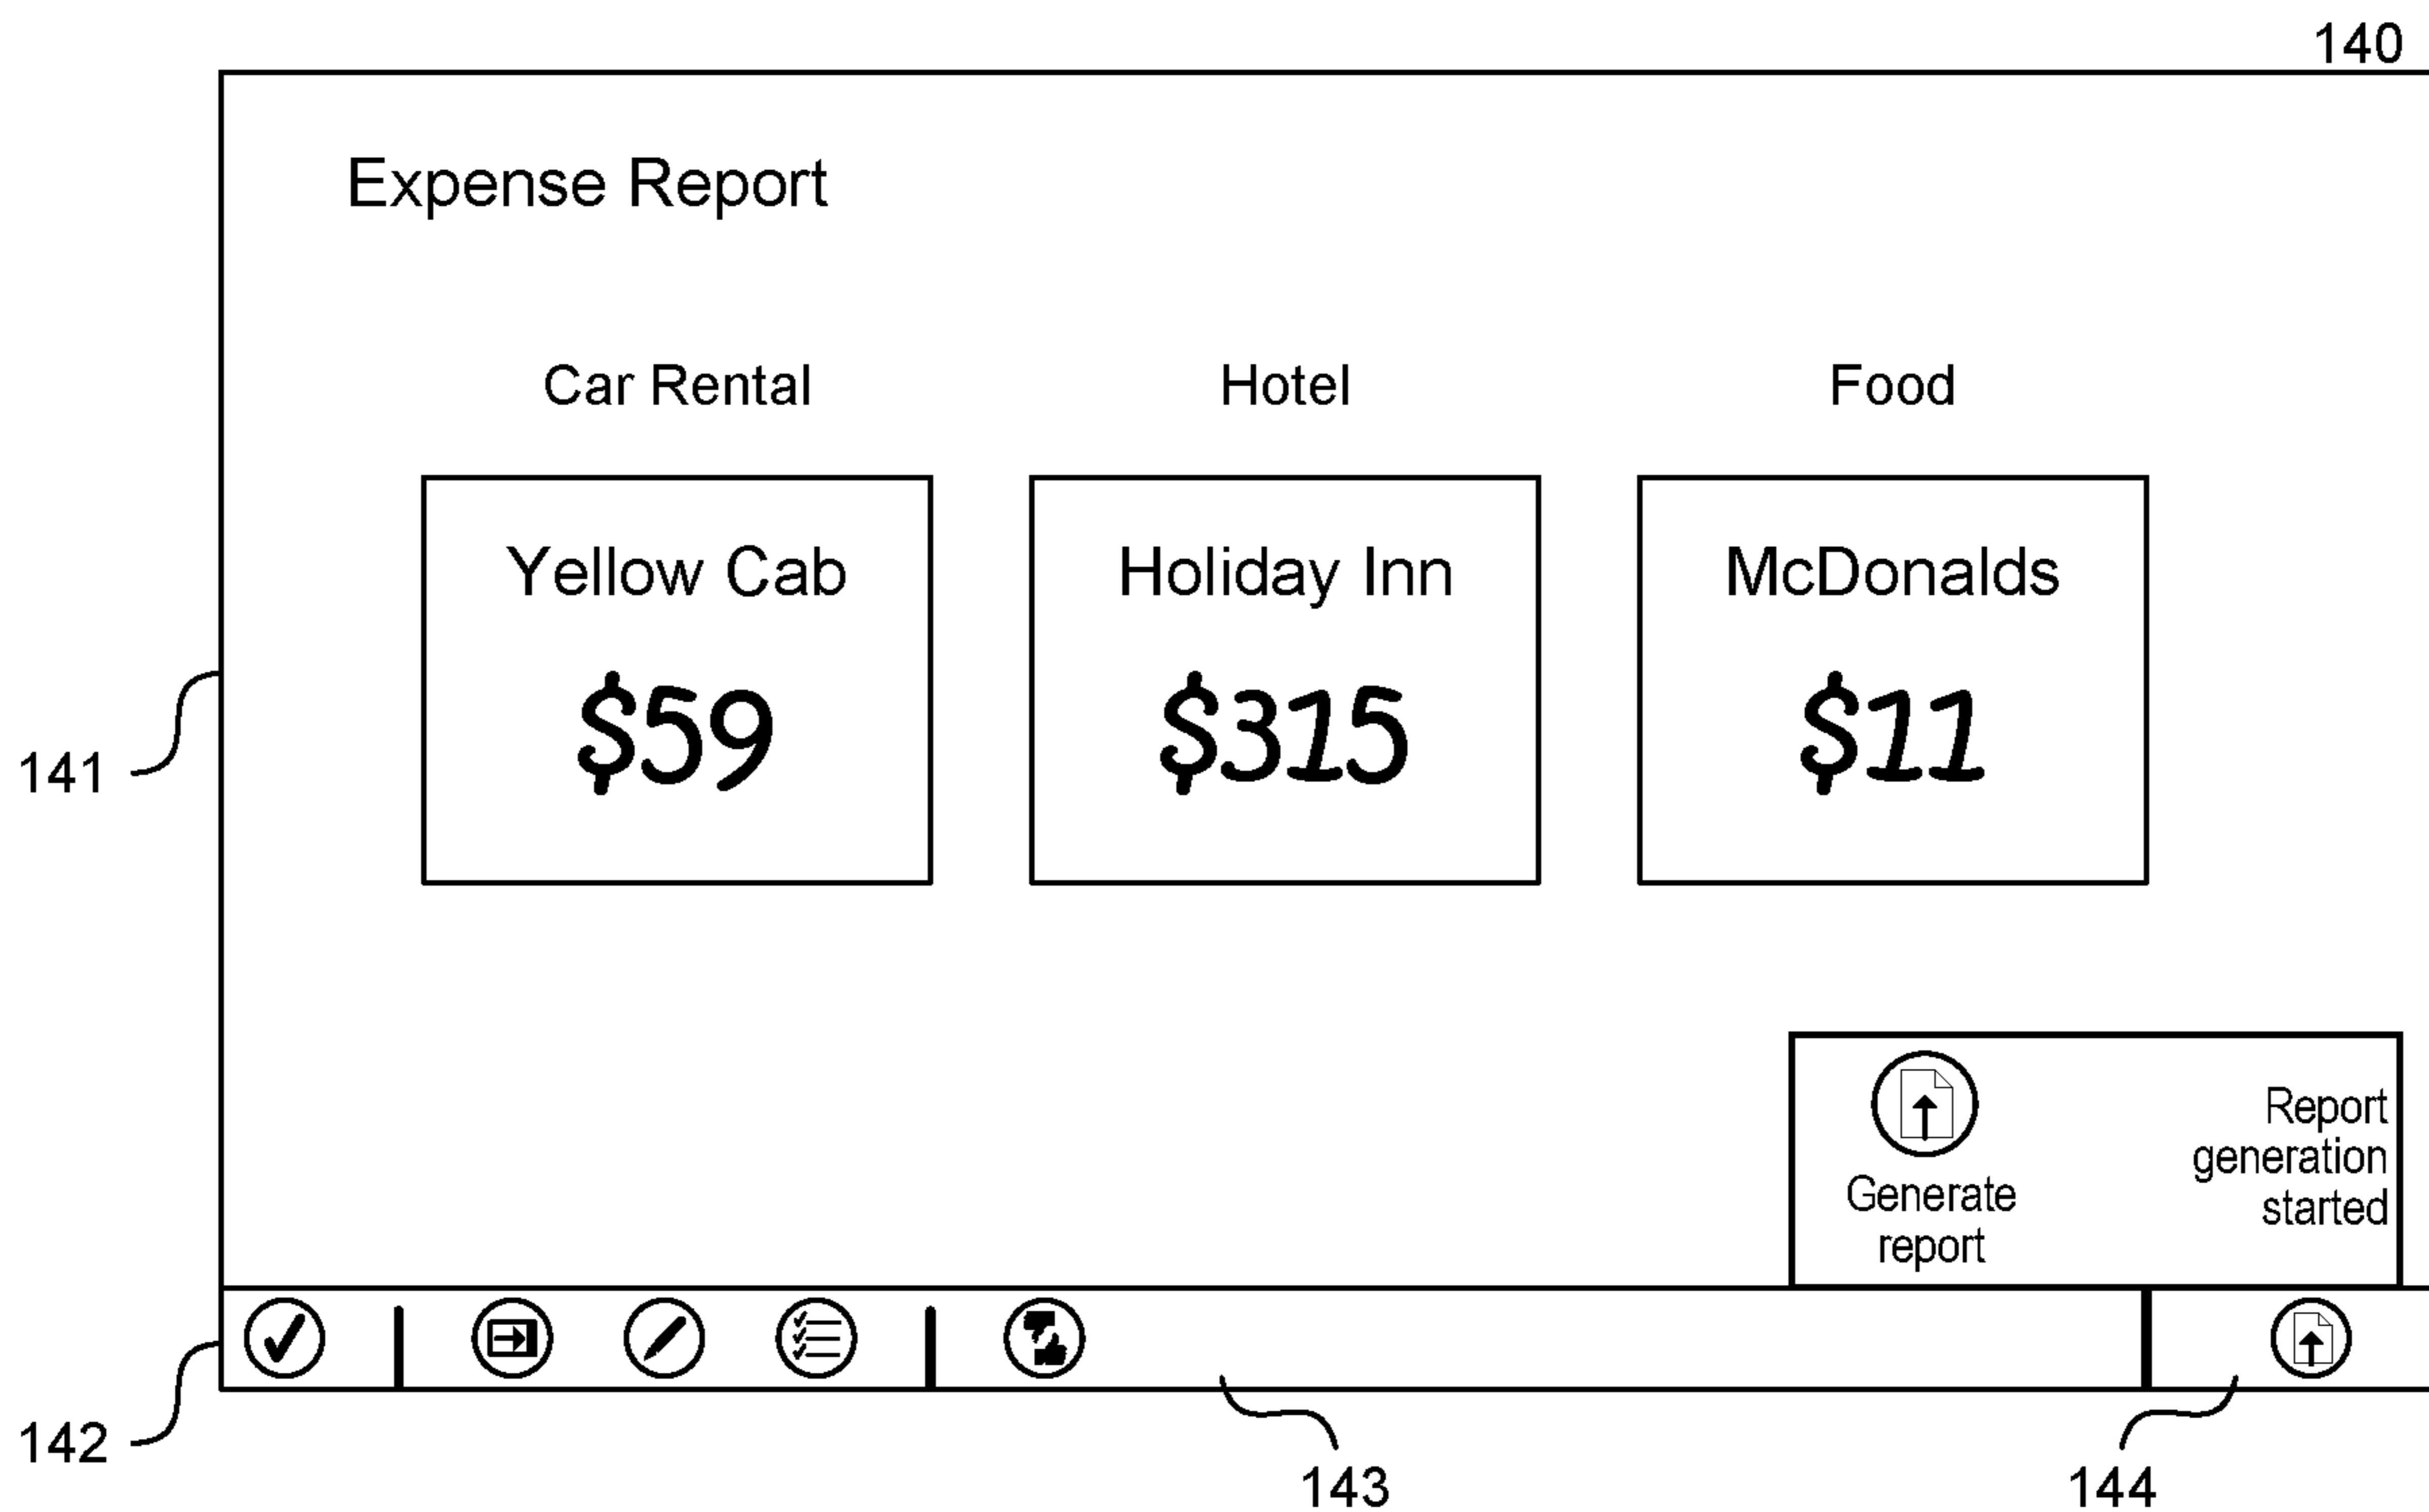 140
Expense Report
Car Rental
Hotel
Food
Yellow Cab
Holiday Inn
McDonalds
$59
$315
$11
141
Generate
report
Report
generation
started
142
143
144